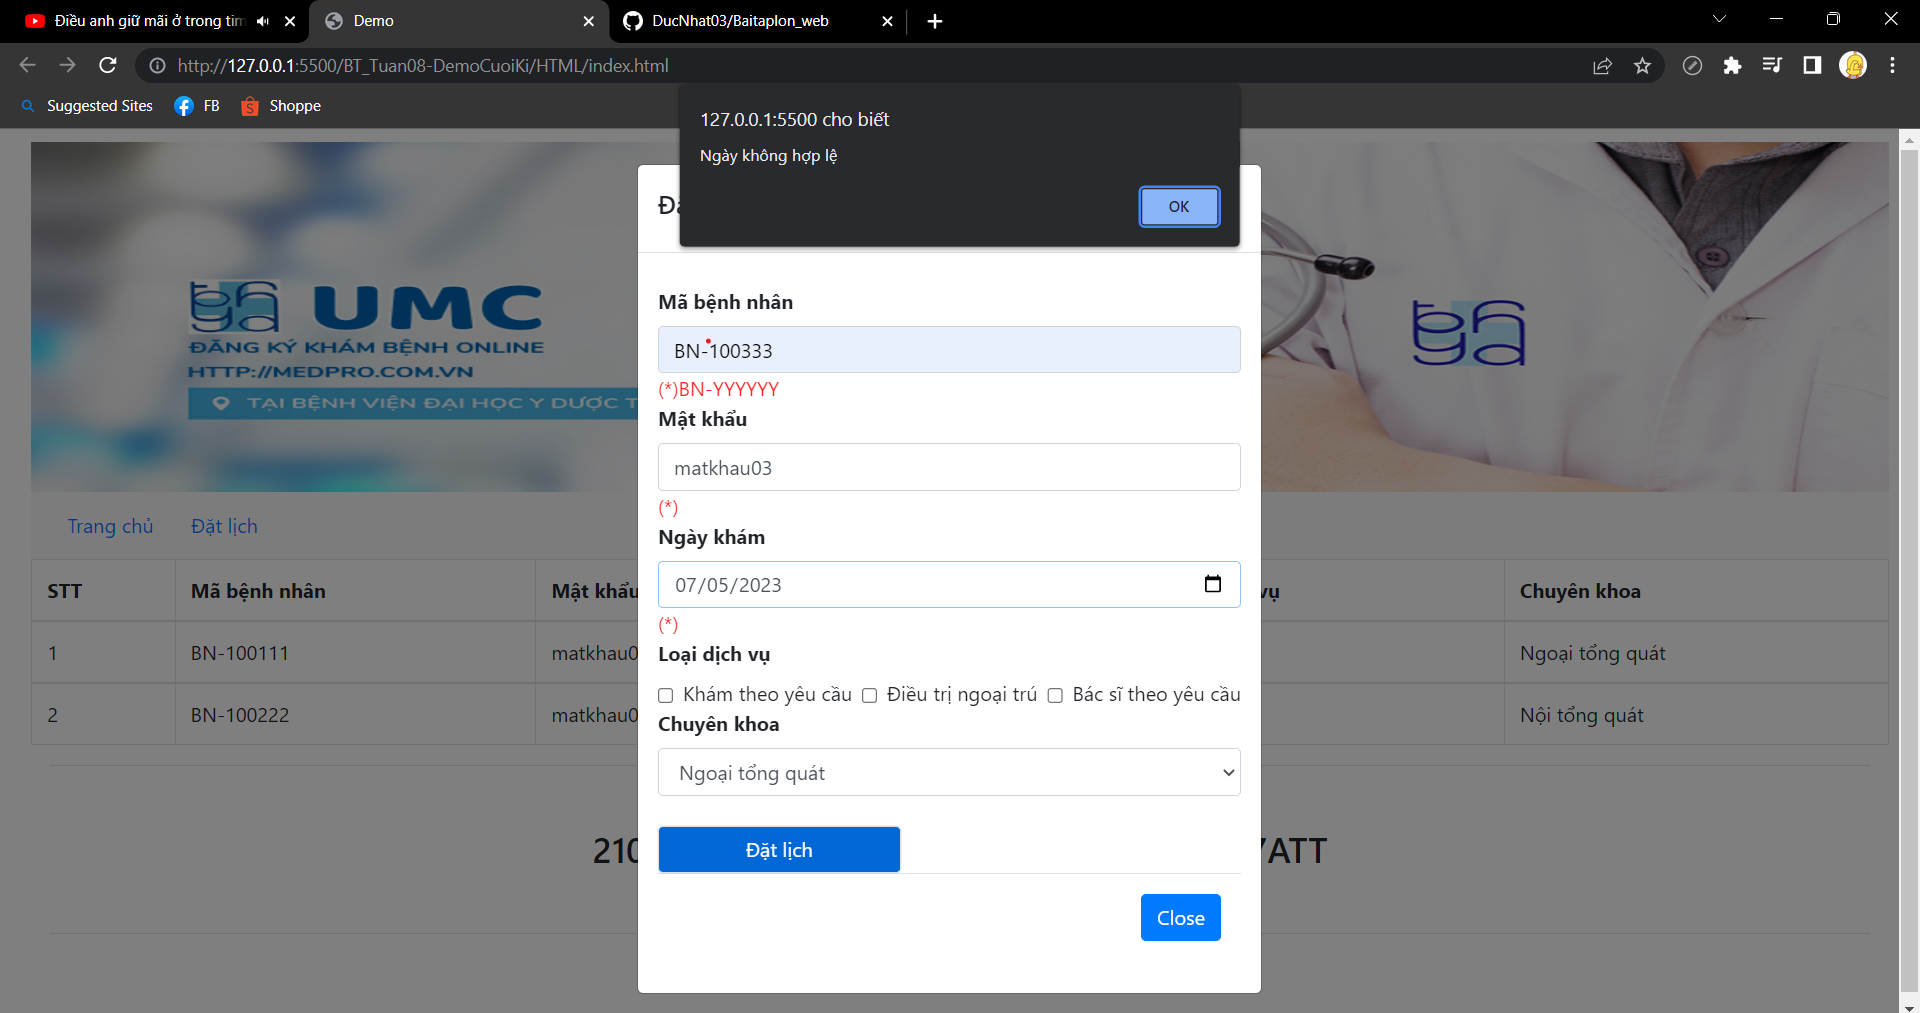 Điều anh giữ mãi ở trong tim
Demo
DucNhat03/Baitaplon_web
http://127.0.0.1:5500/BT_Tuan08-DemoCuoiKi/HTML/index.html
Suggested Sites
FB
Shoppe
127.0.0.1:5500 cho biết
Ngày không hợp lệ
OK
UMC
ĐĂNG KÝ KHÁM BỆNH ONLINE
HTTP://MEDPRO.COM.VN
TẠI BỆNH VIỆN ĐẠI HỌC Y DƯỢC T
Mã bệnh nhân
BN-100333
(*)BN-YYYYYY
Mật khẩu
matkhau03
(*)
Ngày khám
07/05/2023
(*)
Loại dịch vụ
Khám theo yêu cầu
Điều trị ngoại trú
Bác sĩ theo yêu cầu
Chuyên khoa
Ngoại tổng quát
Đặt lịch
Close
Trang chủ
Đặt lịch
STT
Mã bệnh nhân
Mật khẩu
vụ
Chuyên khoa
1
BN-100111
matkhau0
Ngoại tổng quát
2
BN-100222
matkhau0
Nội tổng quát
210
ATT